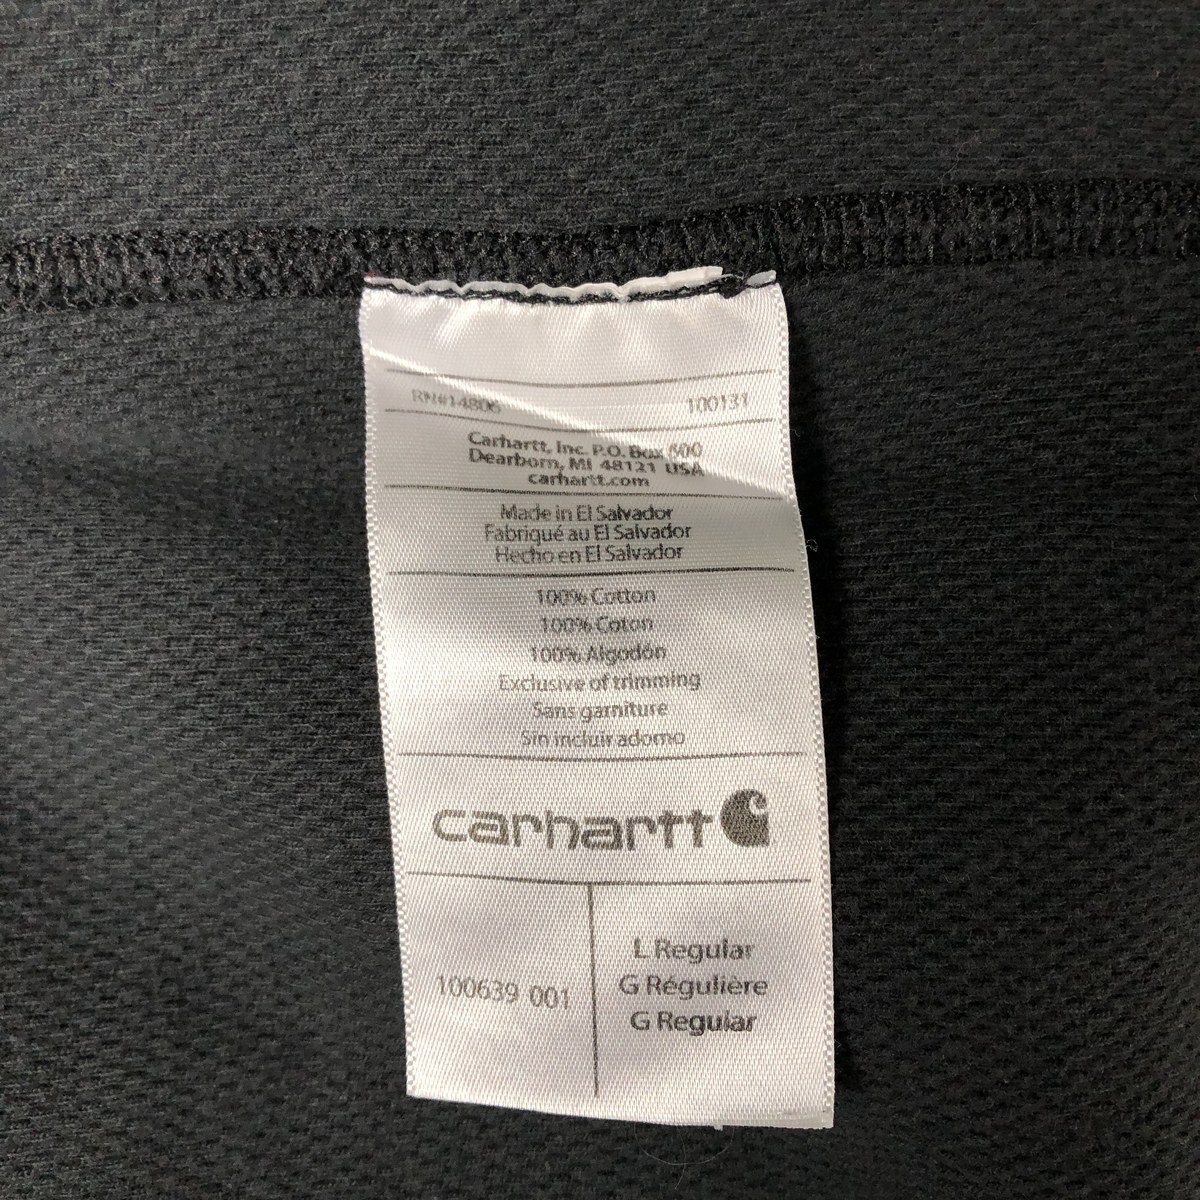 RN#14806 100131
Carhartt, Inc. P.O. Box 600
Dearborn, MI 48121 USA
carhartt.com
Made in El Salvador
Fabriqué au El Salvador
Hecho en El Salvador
100% Cotton
100% Coton
100% Algodón
Exclusive of trimming
Sans garniture
Sin incluir adorno
carhartt
100639 001
L Regular
G Régulière
G Regular